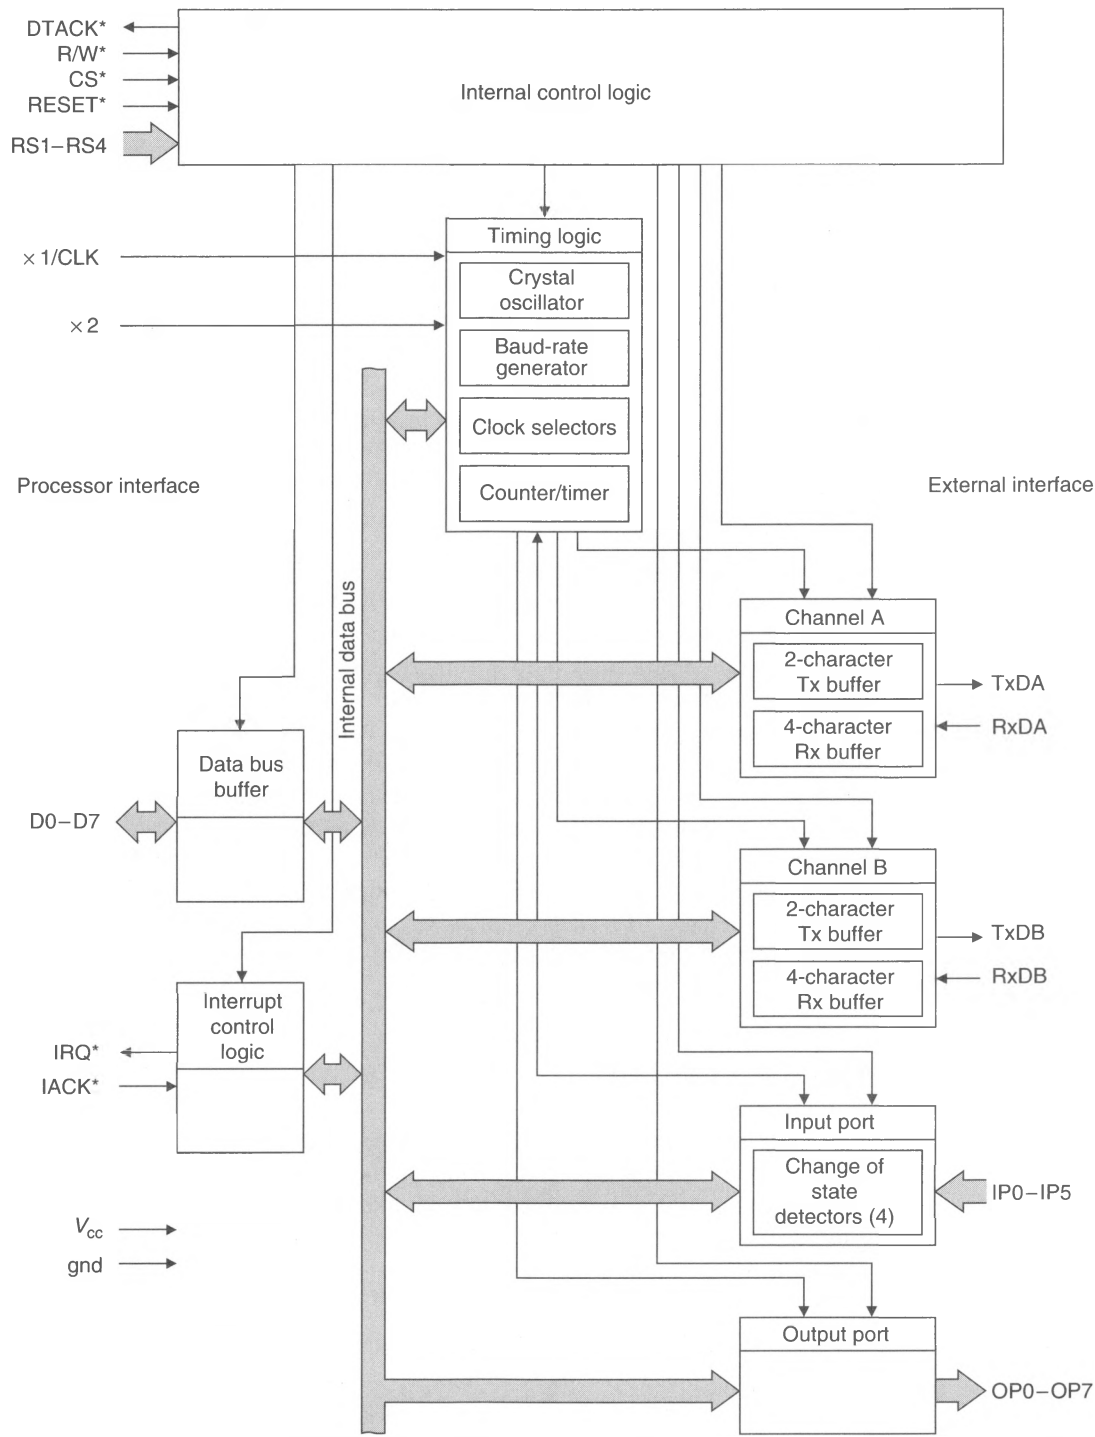 DTACK*
R/W*
CS*
RESET*
RS1–RS4
Internal control logic
× 1/CLK
× 2
Timing logic
Crystal
oscillator
Baud-rate
generator
Clock selectors
Counter/timer
Processor interface
External interface
Internal data bus
Channel A
2-character
Tx buffer
4-character
Rx buffer
TxDA
RxDA
Data bus
buffer
D0–D7
Channel B
2-character
Tx buffer
4-character
Rx buffer
TxDB
RxDB
Interrupt
control
logic
IRQ*
IACK*
Input port
Change of
state
detectors (4)
IP0–IP5
Vcc
gnd
Output port
OP0–OP7